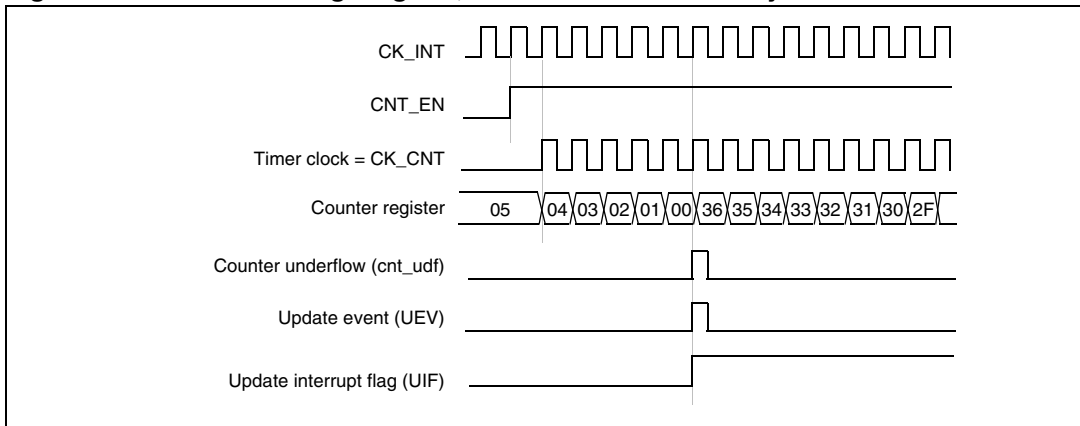 CK_INT
CNT_EN
Timer clock = CK_CNT
Counter register 05 04 03 02 01 00 36 35 34 33 32 31 30 2F
Counter underflow (cnt_udf)
Update event (UEV)
Update interrupt flag (UIF)